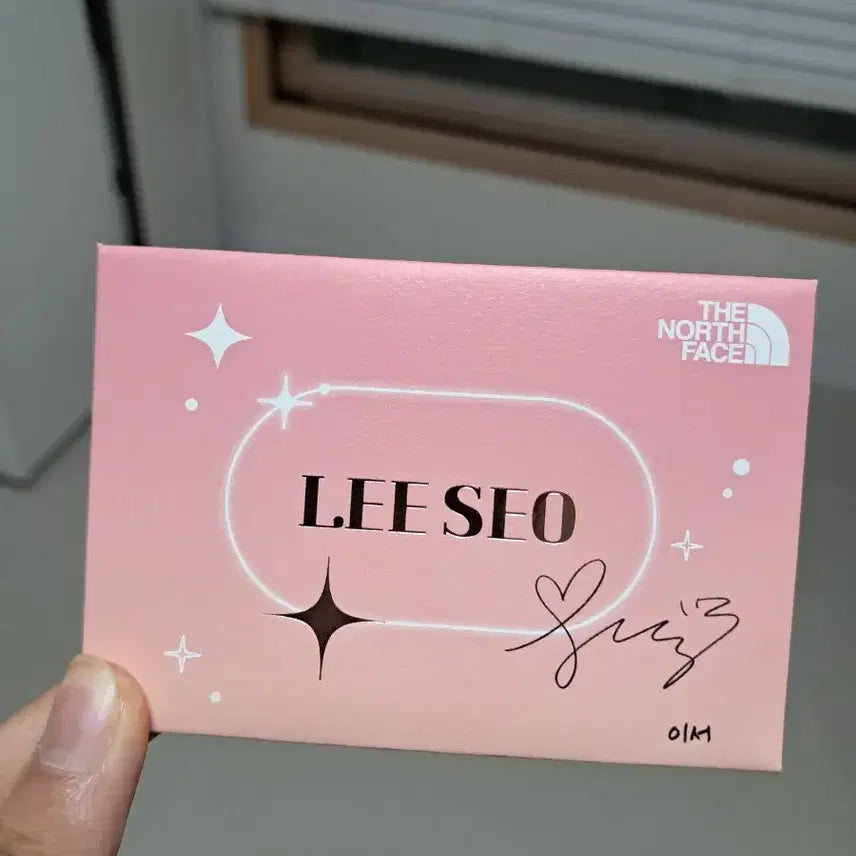 THE
NORTH
FACE
LEE SEO
이서